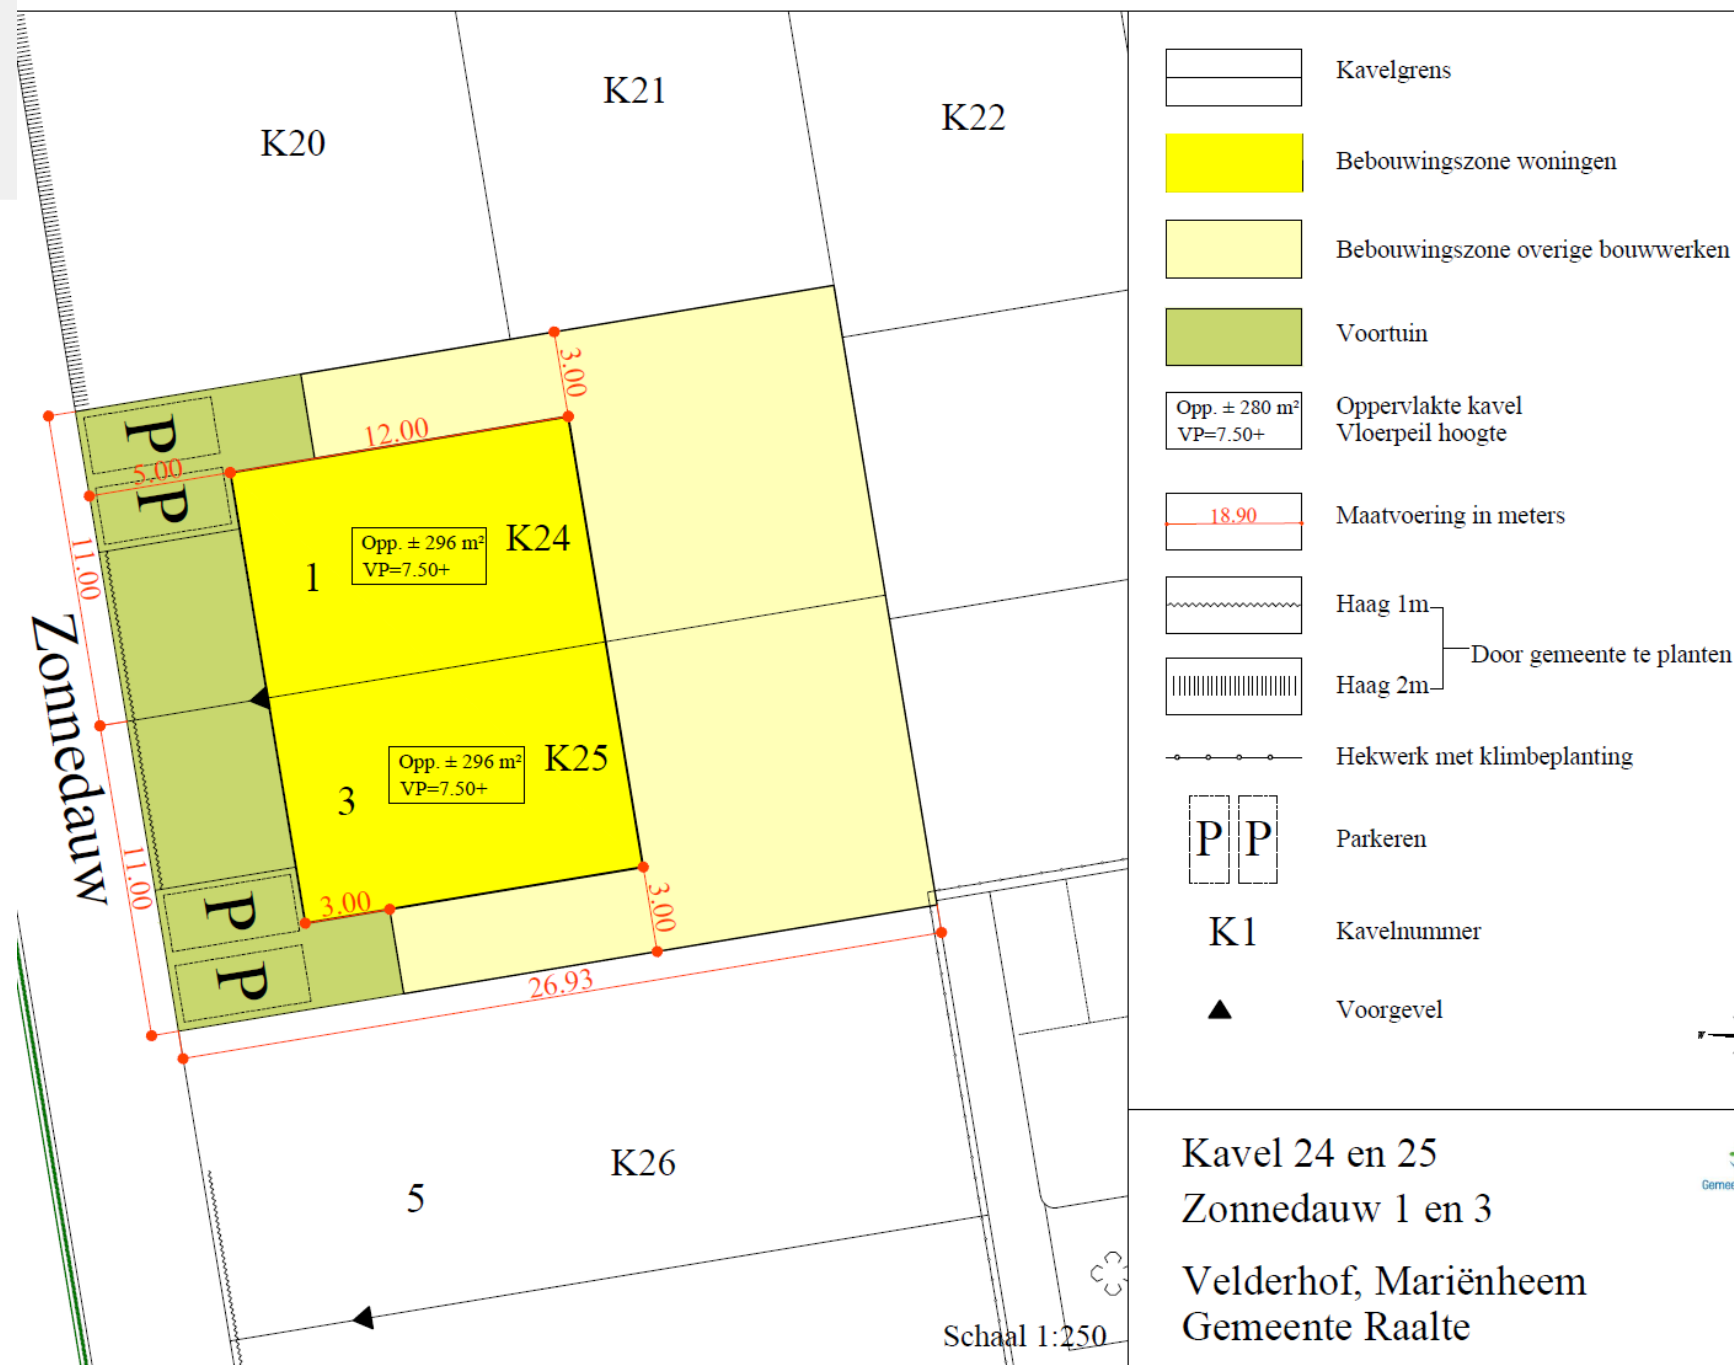 K20
K21
K22
3.00
12.00
P
5.00
P
11.00
Opp. ± 296 m²
VP=7.50+
K24
1
Zonnedauw
Opp. ± 296 m²
VP=7.50+
K25
3
11.00
3.00
P
3.00
P
26.93
K26
5
Schaal 1:250
Kavelgrens
Bebouwingszone woningen
Bebouwingszone overige bouwwerken
Voortuin
Opp. ± 280 m²
VP=7.50+
Oppervlakte kavel
Vloerpeil hoogte
18.90
Maatvoering in meters
Haag 1m
Door gemeente te planten
Haag 2m
Hekwerk met klimbeplanting
P P
Parkeren
K1
Kavelnummer
Voorgevel
Kavel 24 en 25
Zonnedauw 1 en 3
Velderhof, Mariënheem
Gemeente Raalte